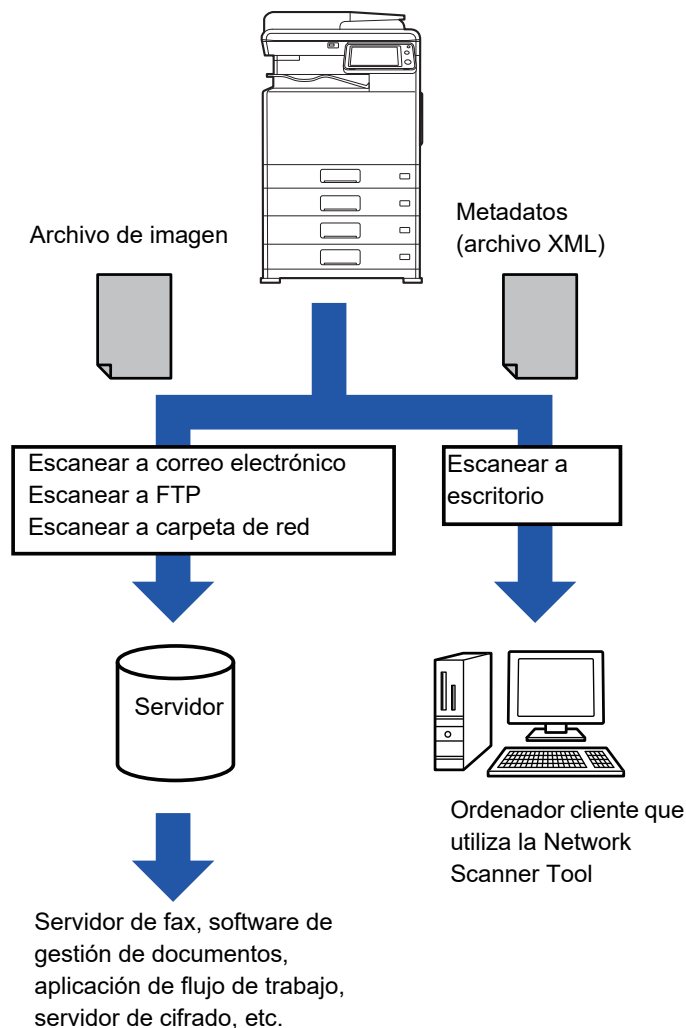 Archivo de imagen
Metadatos
(archivo XML)
Escanear a correo electrónico
Escanear a FTP
Escanear a carpeta de red
Escanear a
escritorio
Servidor
Ordenador cliente que
utiliza la Network
Scanner Tool
Servidor de fax, software de
gestión de documentos,
aplicación de flujo de trabajo,
servidor de cifrado, etc.